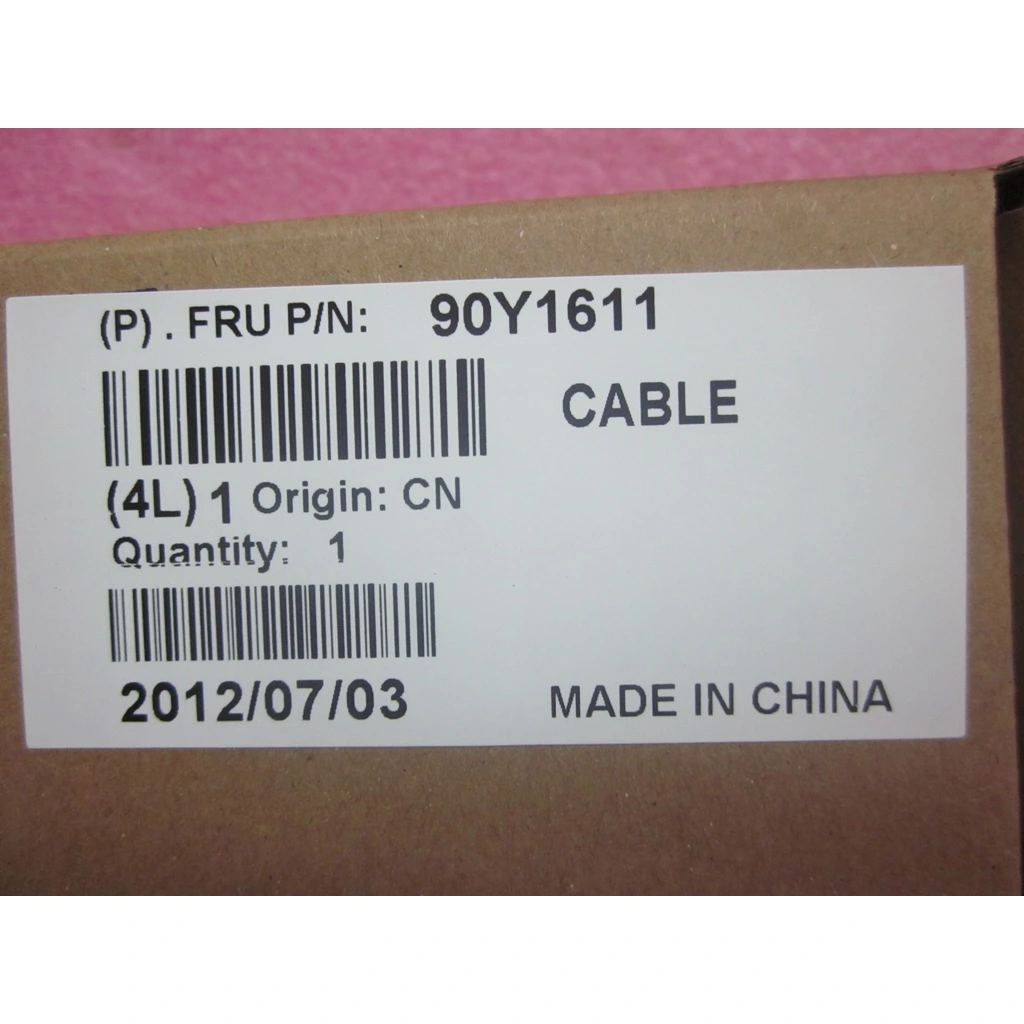 (P) . FRU P/N: 90Y1611
CABLE
(4L) 1 Origin: CN
Quantity: 1
2012/07/03
MADE IN CHINA